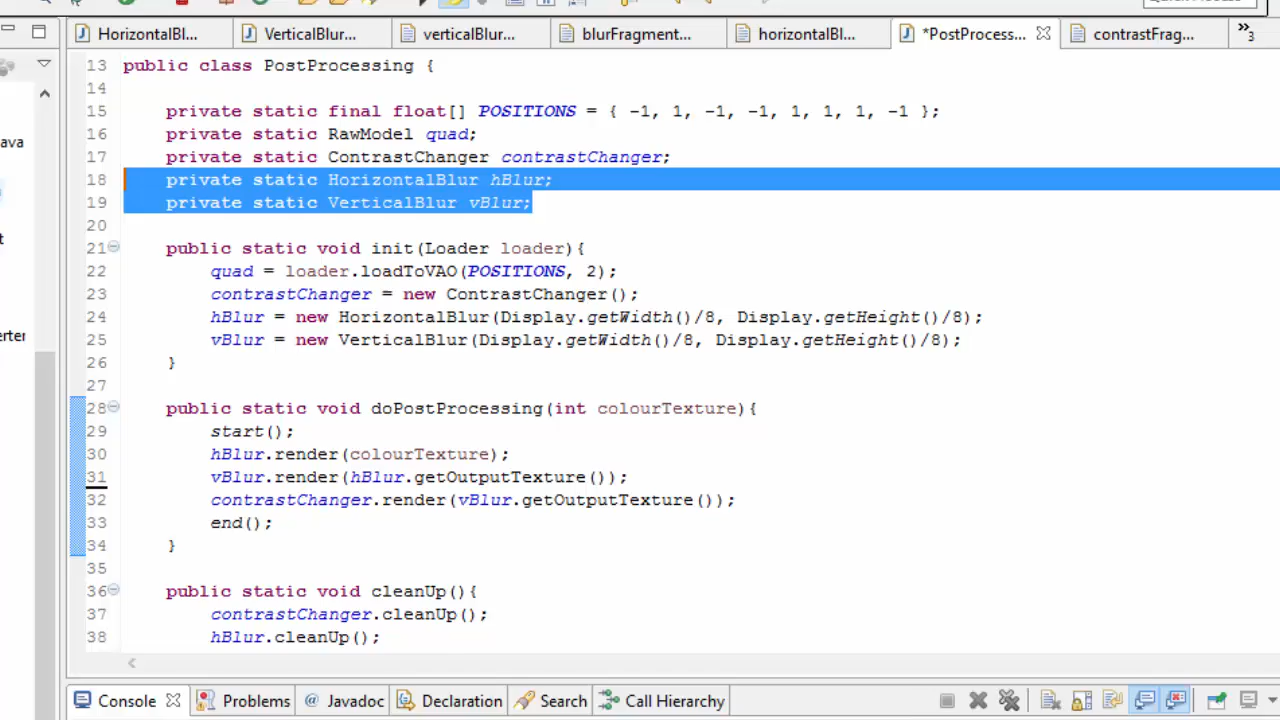 HorizontalBl...
VerticalBlur...
verticalBlur...
blurFragment...
horizontalBl...
*PostProcess...
contrastFrag...
»3
13 public class PostProcessing {
14
15 private static final float[] POSITIONS = { -1, 1, -1, -1, 1, 1, 1, -1 };
16 private static RawModel quad;
17 private static ContrastChanger contrastChanger;
18 private static HorizontalBlur hBlur;
19 private static VerticalBlur vBlur;
20
21 public static void init(Loader loader){
22 quad = loader.loadToVAO(POSITIONS, 2);
23 contrastChanger = new ContrastChanger();
24 hBlur = new HorizontalBlur(Display.getWidth()/8, Display.getHeight()/8);
25 vBlur = new VerticalBlur(Display.getWidth()/8, Display.getHeight()/8);
26 }
27
28 public static void doPostProcessing(int colourTexture){
29 start();
30 hBlur.render(colourTexture);
31 vBlur.render(hBlur.getOutputTexture());
32 contrastChanger.render(vBlur.getOutputTexture());
33 end();
34 }
35
36 public static void cleanUp(){
37 contrastChanger.cleanUp();
38 hBlur.cleanUp();
ava
t
erter
Console
Problems
@ Javadoc
Declaration
Search
Call Hierarchy